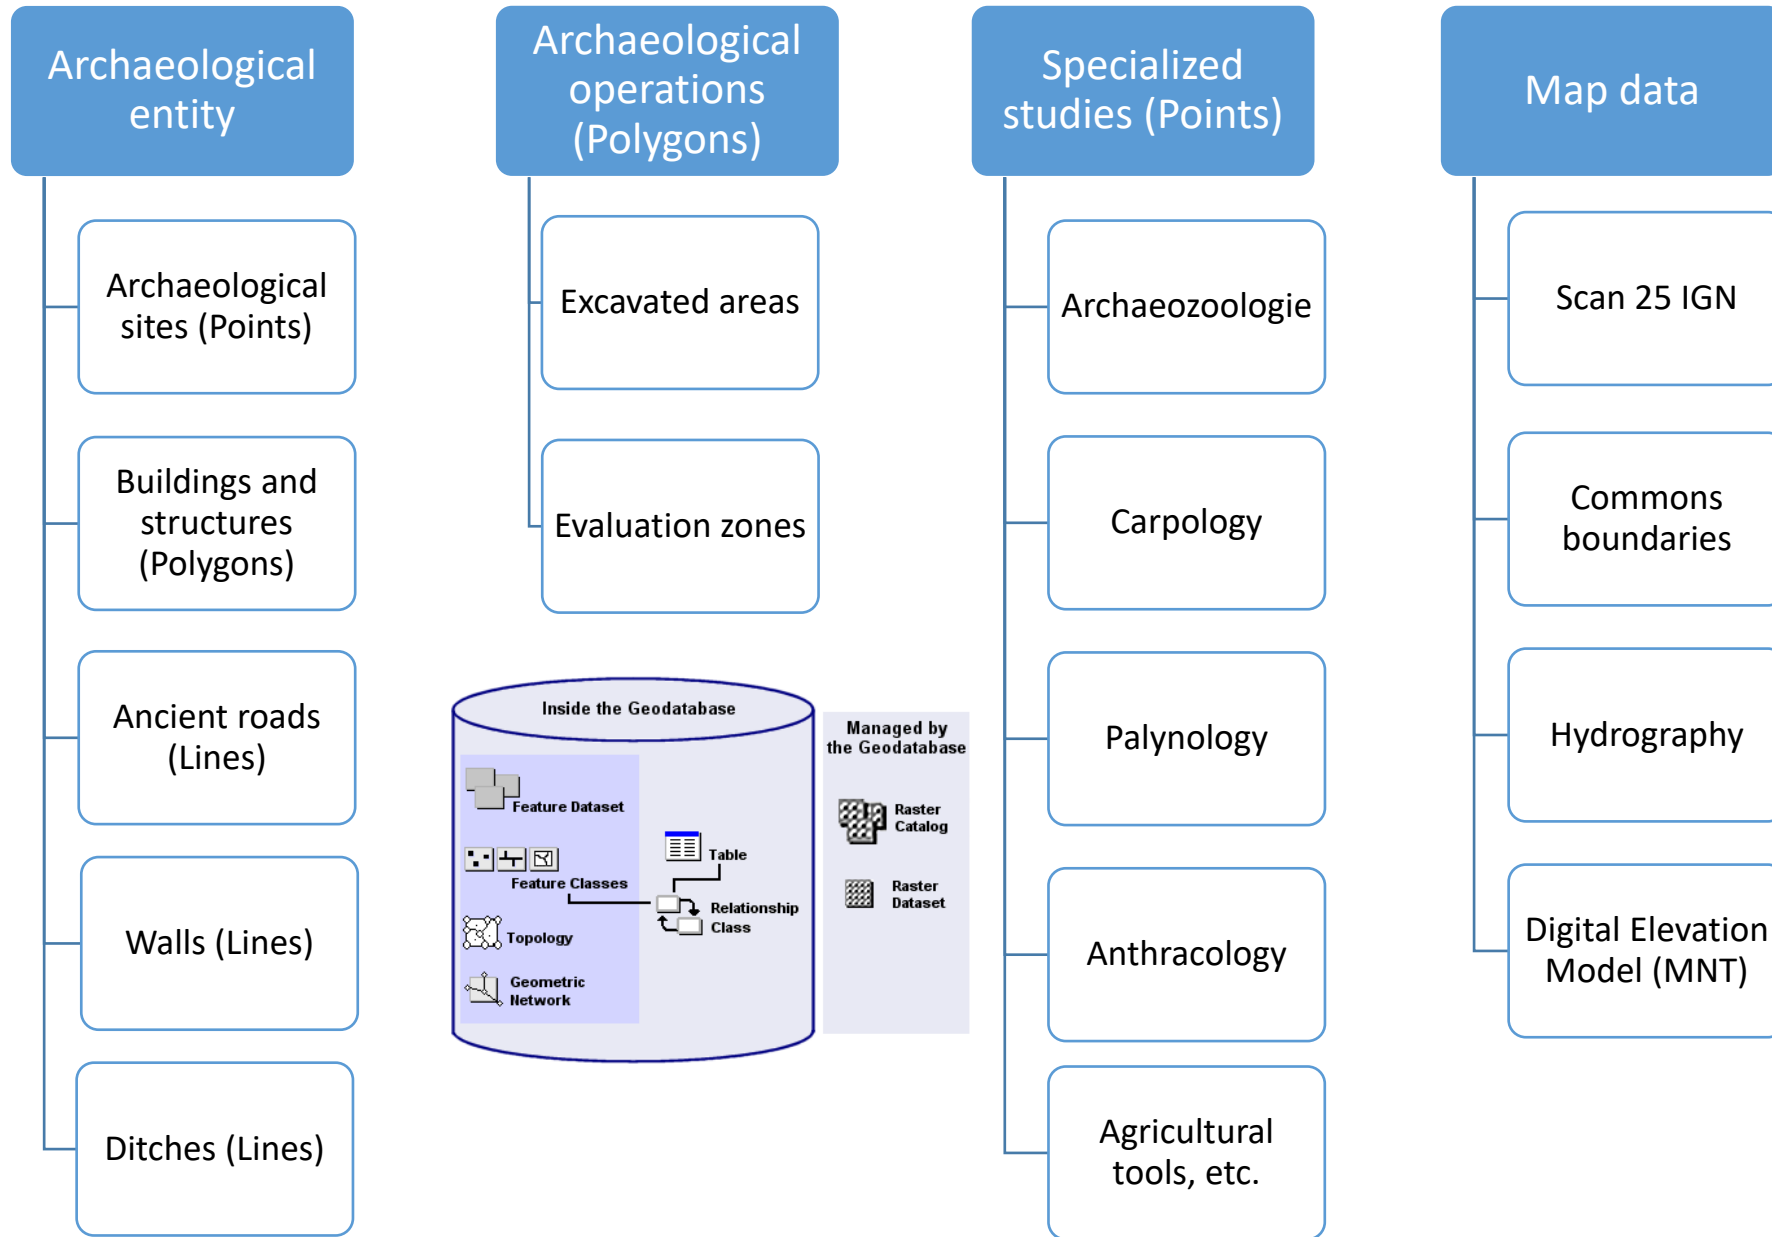 Archaeological
entity
Archaeological
sites (Points)
Buildings and
structures
(Polygons)
Ancient roads
(Lines)
Walls (Lines)
Ditches (Lines)
Archaeological
operations
(Polygons)
Excavated areas
Evaluation zones
Inside the Geodatabase
Feature Dataset
Feature Classes
Topology
Geometric
Network
Table
Relationship
Class
Managed by
the Geodatabase
Raster
Catalog
Raster
Dataset
Specialized
studies (Points)
Archaeozoologie
Carpology
Palynology
Anthracology
Agricultural
tools, etc.
Map data
Scan 25 IGN
Commons
boundaries
Hydrography
Digital Elevation
Model (MNT)